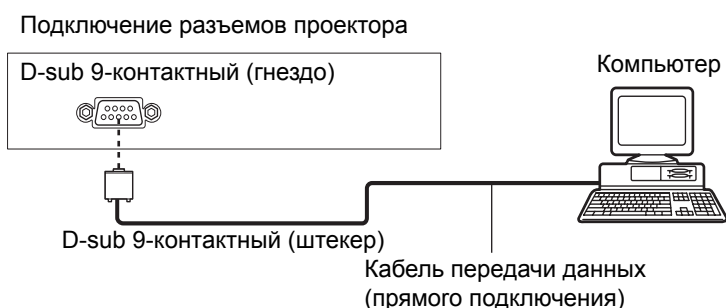 Подключение разъемов проектора
D-sub 9-контактный (гнездо)
Компьютер
D-sub 9-контактный (штекер)
Кабель передачи данных
(прямого подключения)